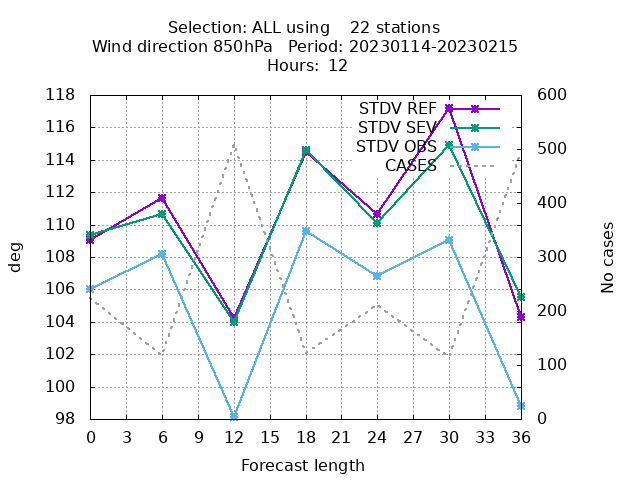 Selection: ALL using    22 stations
Wind direction 850hPa   Period: 20230114-20230215
Hours: 12
118 600
STDV REF
116
STDV SEV
500
STDV OBS
114
CASES
112 400
110
108 300
106
200
104
102
100
100
98 0
0 3 6 9 12 15 18 21 24 27 30 33 36
deg
No cases
Forecast length